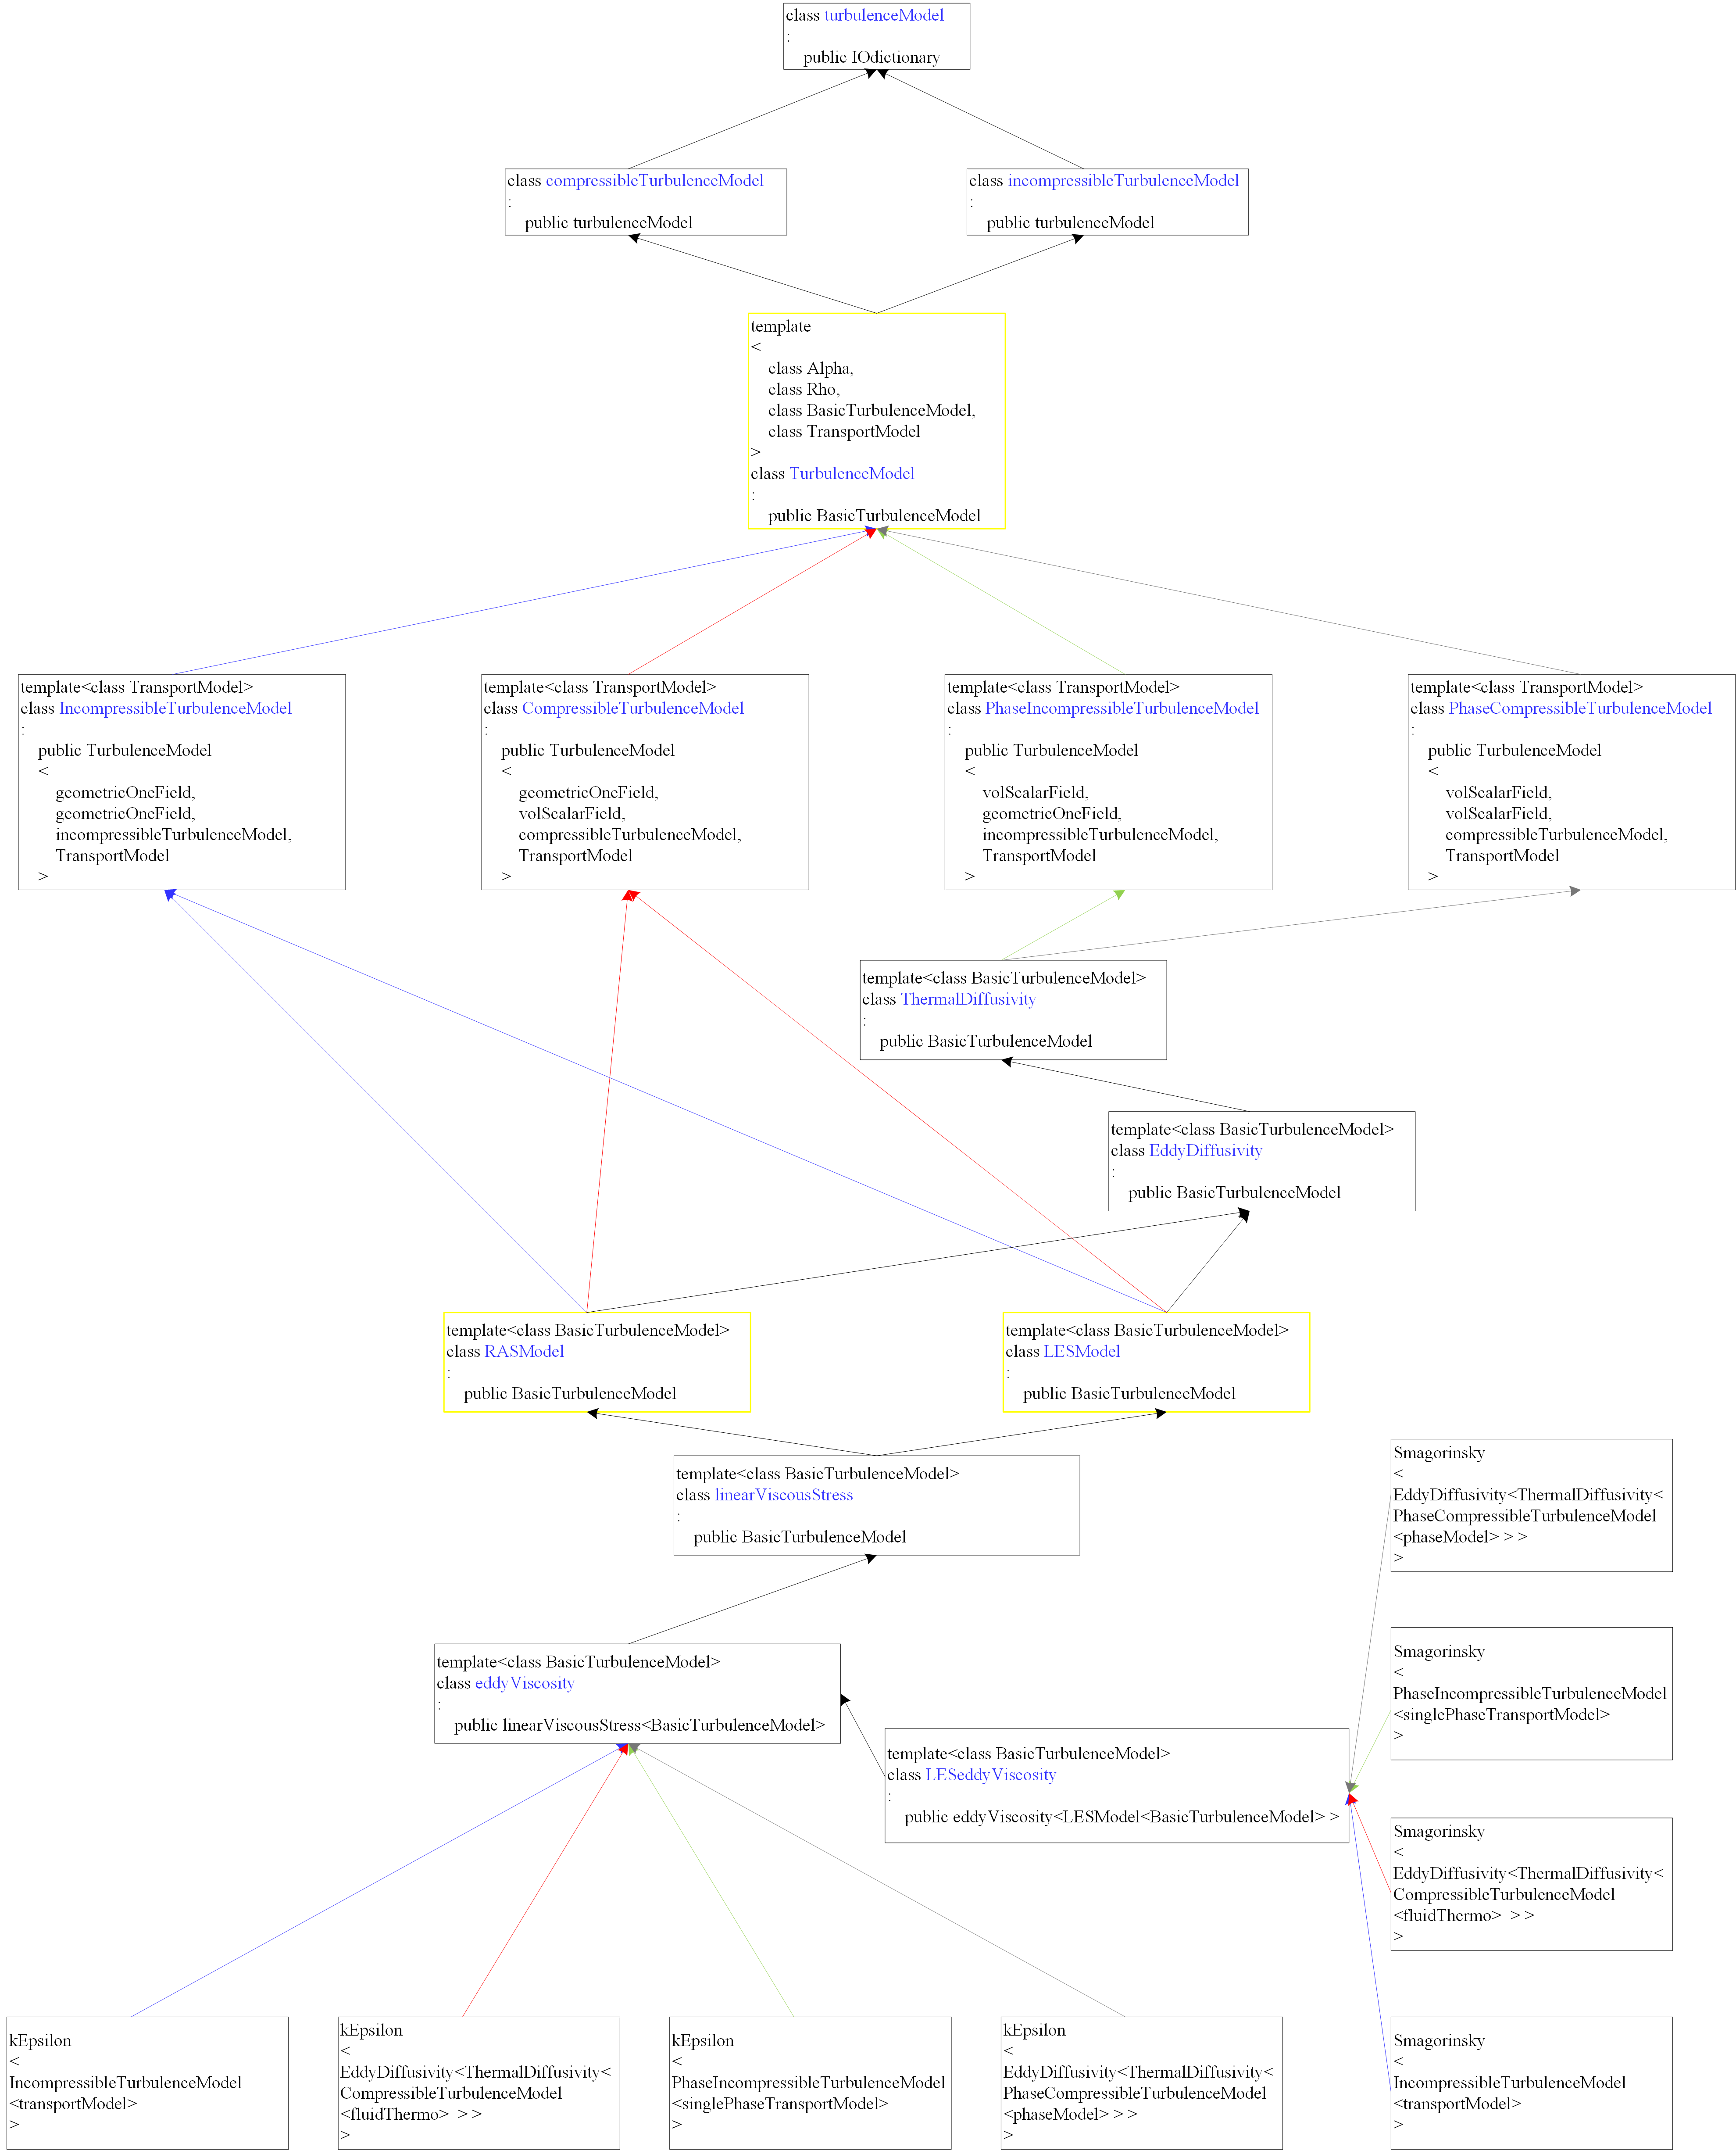 class turbulenceModel
:
public IOdictionary
class compressibleTurbulenceModel
:
public turbulenceModel
class incompressibleTurbulenceModel
:
public turbulenceModel
template
<
class Alpha,
class Rho,
class BasicTurbulenceModel,
class TransportModel
>
class TurbulenceModel
:
public BasicTurbulenceModel
template<class TransportModel>
class IncompressibleTurbulenceModel
:
public TurbulenceModel
<
geometricOneField,
geometricOneField,
incompressibleTurbulenceModel,
TransportModel
>
template<class TransportModel>
class CompressibleTurbulenceModel
:
public TurbulenceModel
<
geometricOneField,
volScalarField,
compressibleTurbulenceModel,
TransportModel
>
template<class TransportModel>
class PhaseIncompressibleTurbulenceModel
:
public TurbulenceModel
<
volScalarField,
geometricOneField,
incompressibleTurbulenceModel,
TransportModel
>
template<class TransportModel>
class PhaseCompressibleTurbulenceModel
:
public TurbulenceModel
<
volScalarField,
volScalarField,
compressibleTurbulenceModel,
TransportModel
>
template<class BasicTurbulenceModel>
class ThermalDiffusivity
:
public BasicTurbulenceModel
template<class BasicTurbulenceModel>
class EddyDiffusivity
:
public BasicTurbulenceModel
template<class BasicTurbulenceModel>
class RASModel
:
public BasicTurbulenceModel
template<class BasicTurbulenceModel>
class LESModel
:
public BasicTurbulenceModel
template<class BasicTurbulenceModel>
class linearViscousStress
:
public BasicTurbulenceModel
Smagorinsky
<
EddyDiffusivity<ThermalDiffusivity<
PhaseCompressibleTurbulenceModel
<phaseModel> > >
>
template<class BasicTurbulenceModel>
class eddyViscosity
:
public linearViscousStress<BasicTurbulenceModel>
Smagorinsky
<
PhaseIncompressibleTurbulenceModel
<singlePhaseTransportModel>
>
template<class BasicTurbulenceModel>
class LESeddyViscosity
:
public eddyViscosity<LESModel<BasicTurbulenceModel> >
Smagorinsky
<
EddyDiffusivity<ThermalDiffusivity<
CompressibleTurbulenceModel
<fluidThermo> > >
>
kEpsilon
<
IncompressibleTurbulenceModel
<transportModel>
>
kEpsilon
<
EddyDiffusivity<ThermalDiffusivity<
CompressibleTurbulenceModel
<fluidThermo> > >
>
kEpsilon
<
PhaseIncompressibleTurbulenceModel
<singlePhaseTransportModel>
>
kEpsilon
<
EddyDiffusivity<ThermalDiffusivity<
PhaseCompressibleTurbulenceModel
<phaseModel> > >
>
Smagorinsky
<
IncompressibleTurbulenceModel
<transportModel>
>